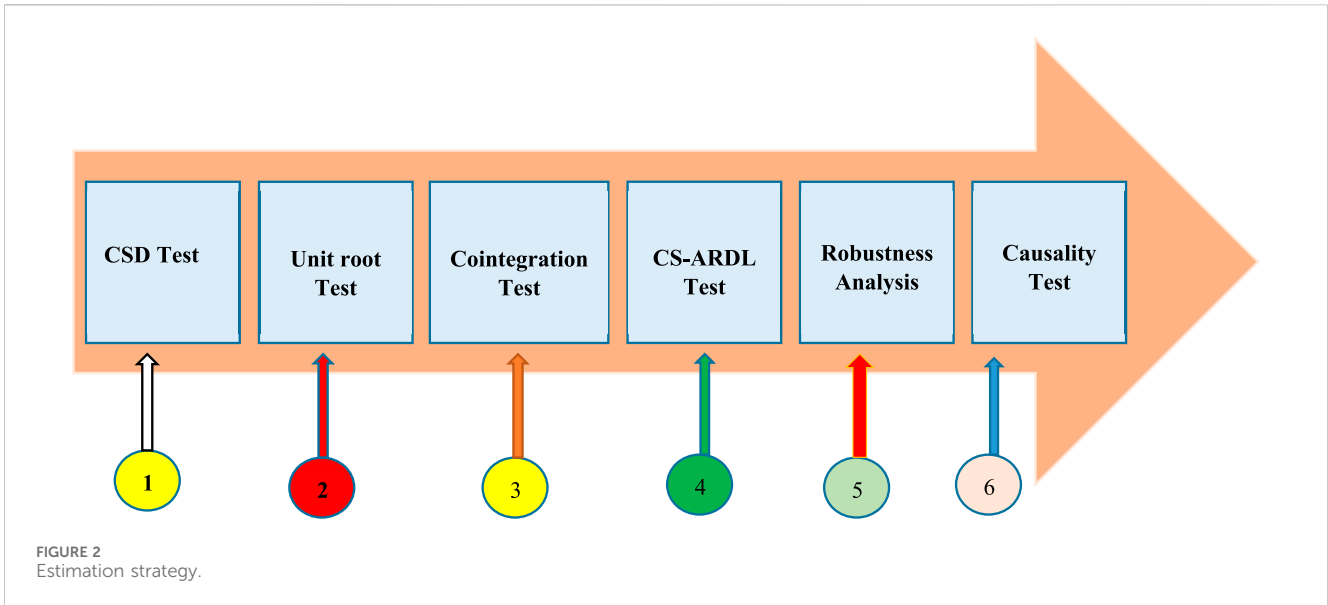 CSD Test
Unit root
Test
Cointegration
Test
CS-ARDL
Test
Robustness
Analysis
Causality
Test
1
2
3
4
5
6
FIGURE 2
Estimation strategy.